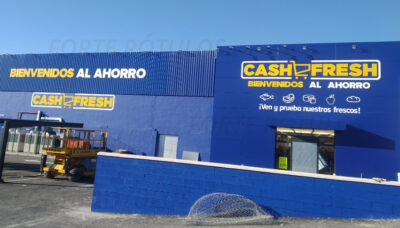 FORTE RÓTULOS
BIENVENIDOS AL AHORRO
CASH FRESH
CASH FRESH
BIENVENIDOS AL AHORRO
¡Ven y prueba nuestros frescos!